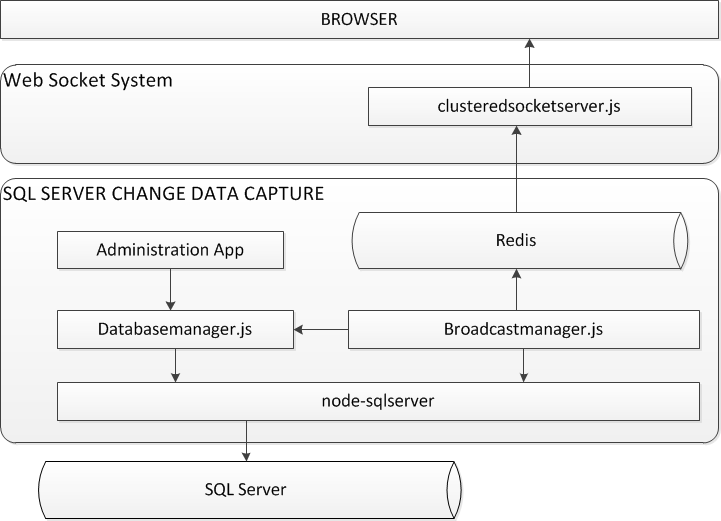 BROWSER
Web Socket System
clusteredsocketserver.js
SQL SERVER CHANGE DATA CAPTURE
Redis
Administration App
Databasemanager.js
Broadcastmanager.js
node-sqlserver
SQL Server